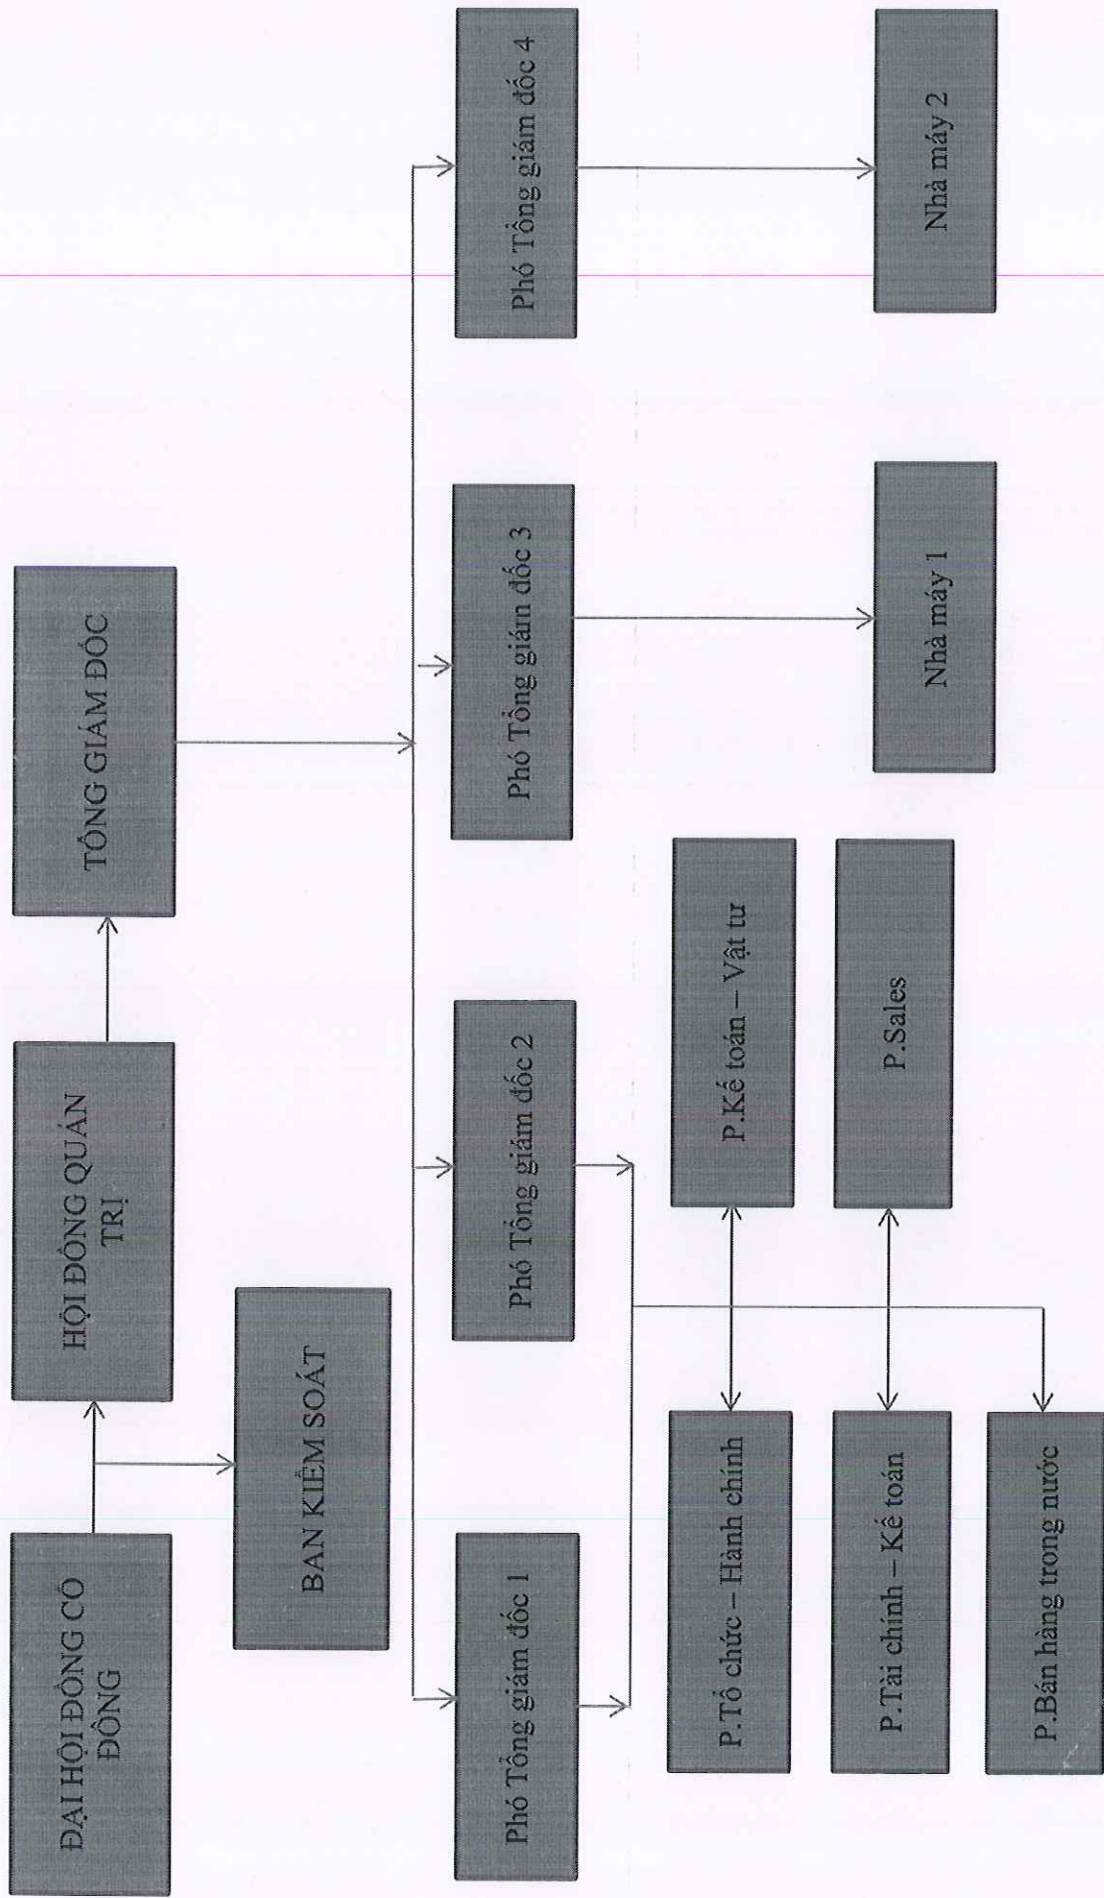 ĐẠI HỘI ĐỒNG CỔ
ĐÔNG
HỘI ĐỒNG QUẢN
TRỊ
TỔNG GIÁM ĐỐC
BAN KIỂM SOÁT
Phó Tổng giám đốc 1
Phó Tổng giám đốc 2
Phó Tổng giám đốc 3
Phó Tổng giám đốc 4
P.Tổ chức – Hành chính
P.Kế toán – Vật tư
P.Tài chính – Kế toán
P.Sales
P.Bán hàng trong nước
Nhà máy 1
Nhà máy 2